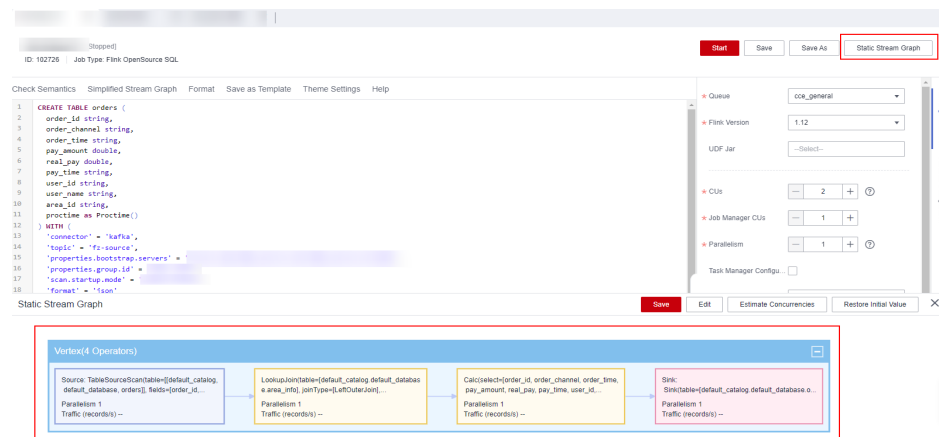 Stopped]
Start Save Save As Static Stream Graph
ID: 102726 Job Type: Flink OpenSource SQL
Check Semantics Simplified Stream Graph Format Save as Template Theme Settings Help
1 CREATE TABLE orders (
2 order_id string,
3 order_channel string,
4 order_time string,
5 pay_amount double,
6 real_pay double,
7 pay_time string,
8 user_id string,
9 user_name string,
10 area_id string,
11 proctime as Proctime()
12 ) WITH (
13 'connector' = 'kafka',
14 'topic' = 'fz-source',
15 'properties.bootstrap.servers' = '
16 'properties.group.id' =
17 'scan.startup.mode' =
18 'format' = 'json'
* Queue cce_general
* Flink Version 1.12
UDF Jar --Select--
* CUs — 2 + ?
* Job Manager CUs — 1 +
* Parallelism — 1 + ?
Task Manager Configu...
Static Stream Graph
Save Edit Estimate Concurrencies Restore Initial Value
Vertex(4 Operators)
Source: TableSourceScan(table=[[default_catalog,
default_database, orders]], fields=[order_id,...
Parallelism 1
Traffic (records/s) --
LookupJoin(table=[default_catalog.default_databas
e.area_info], joinType=[LeftOuterJoin],...
Parallelism 1
Traffic (records/s) --
Calc(select=[order_id, order_channel, order_time,
pay_amount, real_pay, pay_time, user_id,...
Parallelism 1
Traffic (records/s) --
Sink:
Sink(table=[default_catalog.default_database.o...
Parallelism 1
Traffic (records/s) --